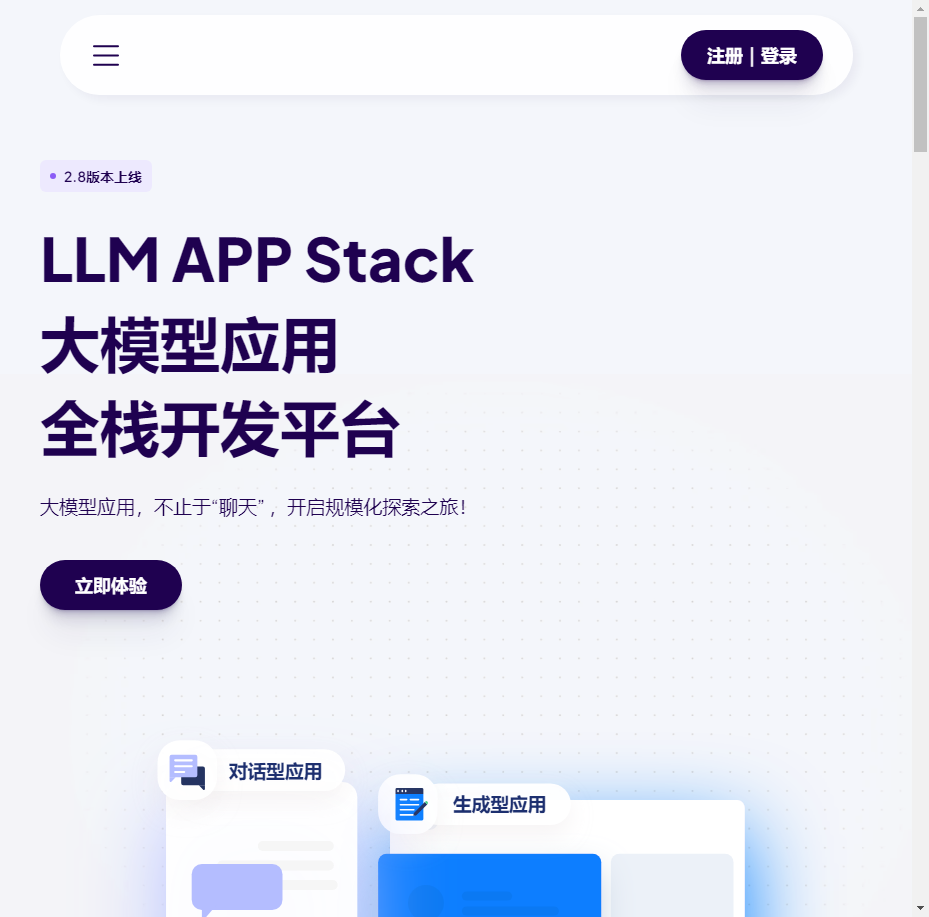 注册 | 登录
2.8版本上线
LLM APP Stack
大模型应用
全栈开发平台
大模型应用，不止于“聊天”，开启规模化探索之旅！
立即体验
对话型应用
生成型应用